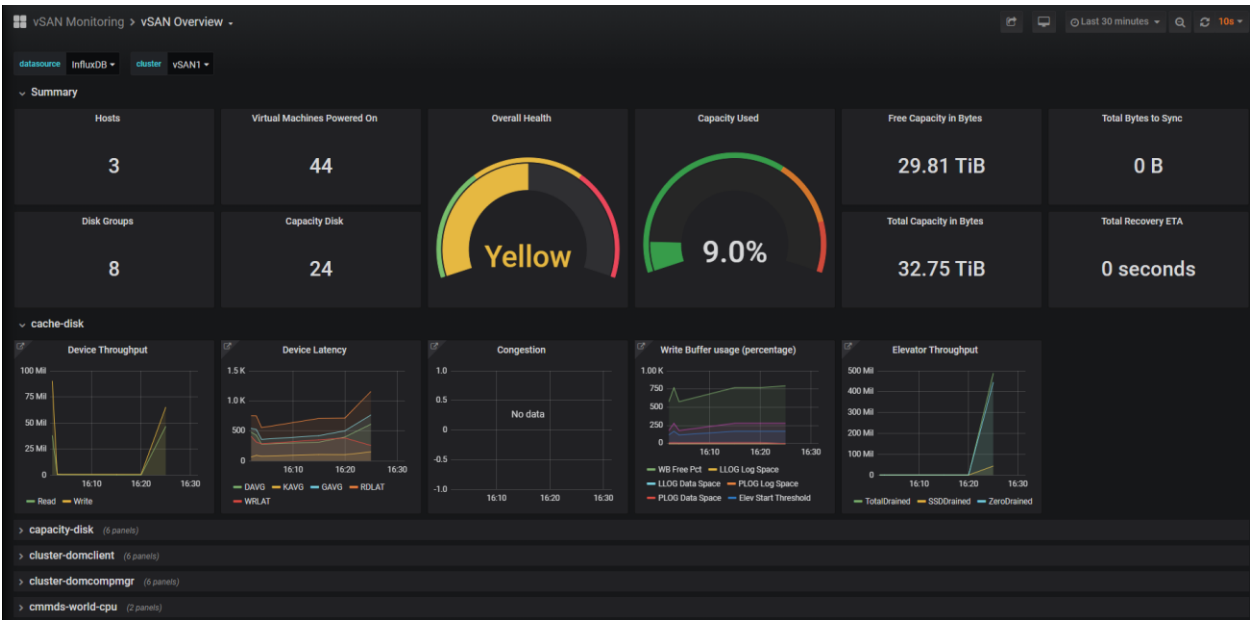 vSAN Monitoring > vSAN Overview
Last 30 minutes
10s
datasource InfluxDB cluster vSAN1
Summary
Hosts
3
Virtual Machines Powered On
44
Overall Health
Yellow
Capacity Used
9.0%
Free Capacity in Bytes
29.81 TiB
Total Bytes to Sync
0 B
Disk Groups
8
Capacity Disk
24
Total Capacity in Bytes
32.75 TiB
Total Recovery ETA
0 seconds
cache-disk
Device Throughput
100 Mil
75 Mil
50 Mil
25 Mil
0
16:10 16:20 16:30
Read Write
Device Latency
1.5 K
1.0 K
500
0
16:10 16:20 16:30
DAVG KAVG GAVG RDLAT
WRLAT
Congestion
1.0
0.5
0
-0.5
-1.0
No data
16:10 16:20 16:30
Write Buffer usage (percentage)
1.00 K
750
500
250
0
16:10 16:20 16:30
WB Free Pct LLOG Log Space
LLOG Data Space PLOG Log Space
PLOG Data Space Elev Start Threshold
Elevator Throughput
500 Mil
400 Mil
300 Mil
200 Mil
100 Mil
0
16:10 16:20 16:30
TotalDrained SSDDrained ZeroDrained
capacity-disk (6 panels)
cluster-domclient (6 panels)
cluster-domcompmgr (6 panels)
cmmds-world-cpu (2 panels)